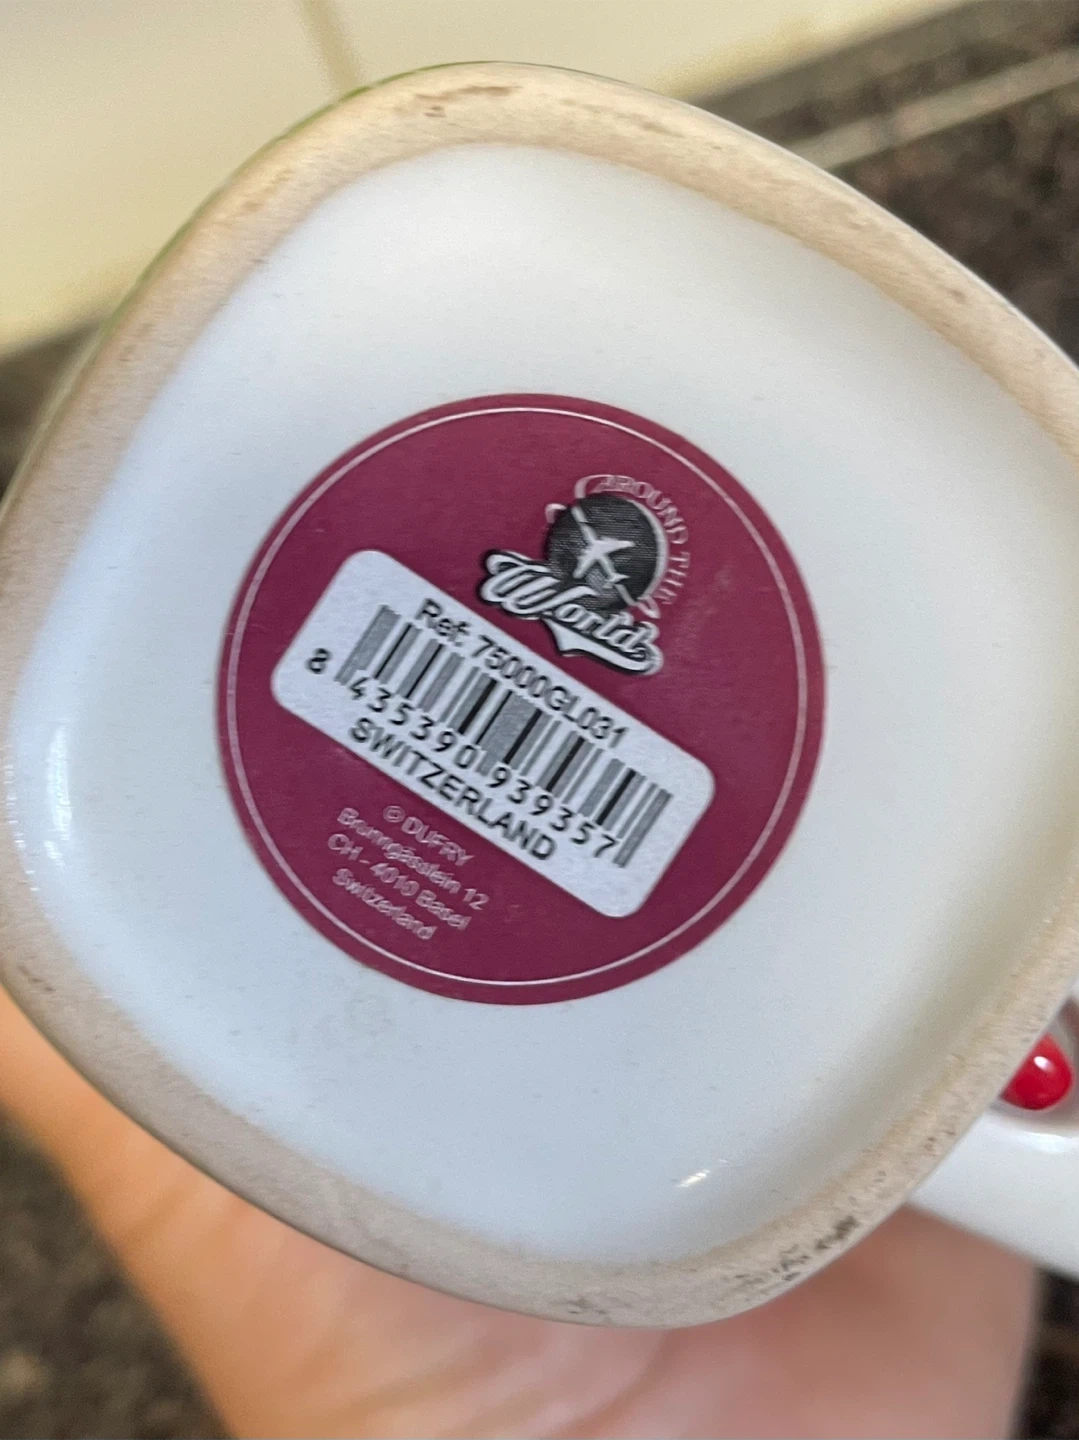 AROUND THE
World
Ref: 75000GL031
8 435390 939357
SWITZERLAND
© DUFRY
Brunngässlein 12
CH - 4010 Basel
Switzerland